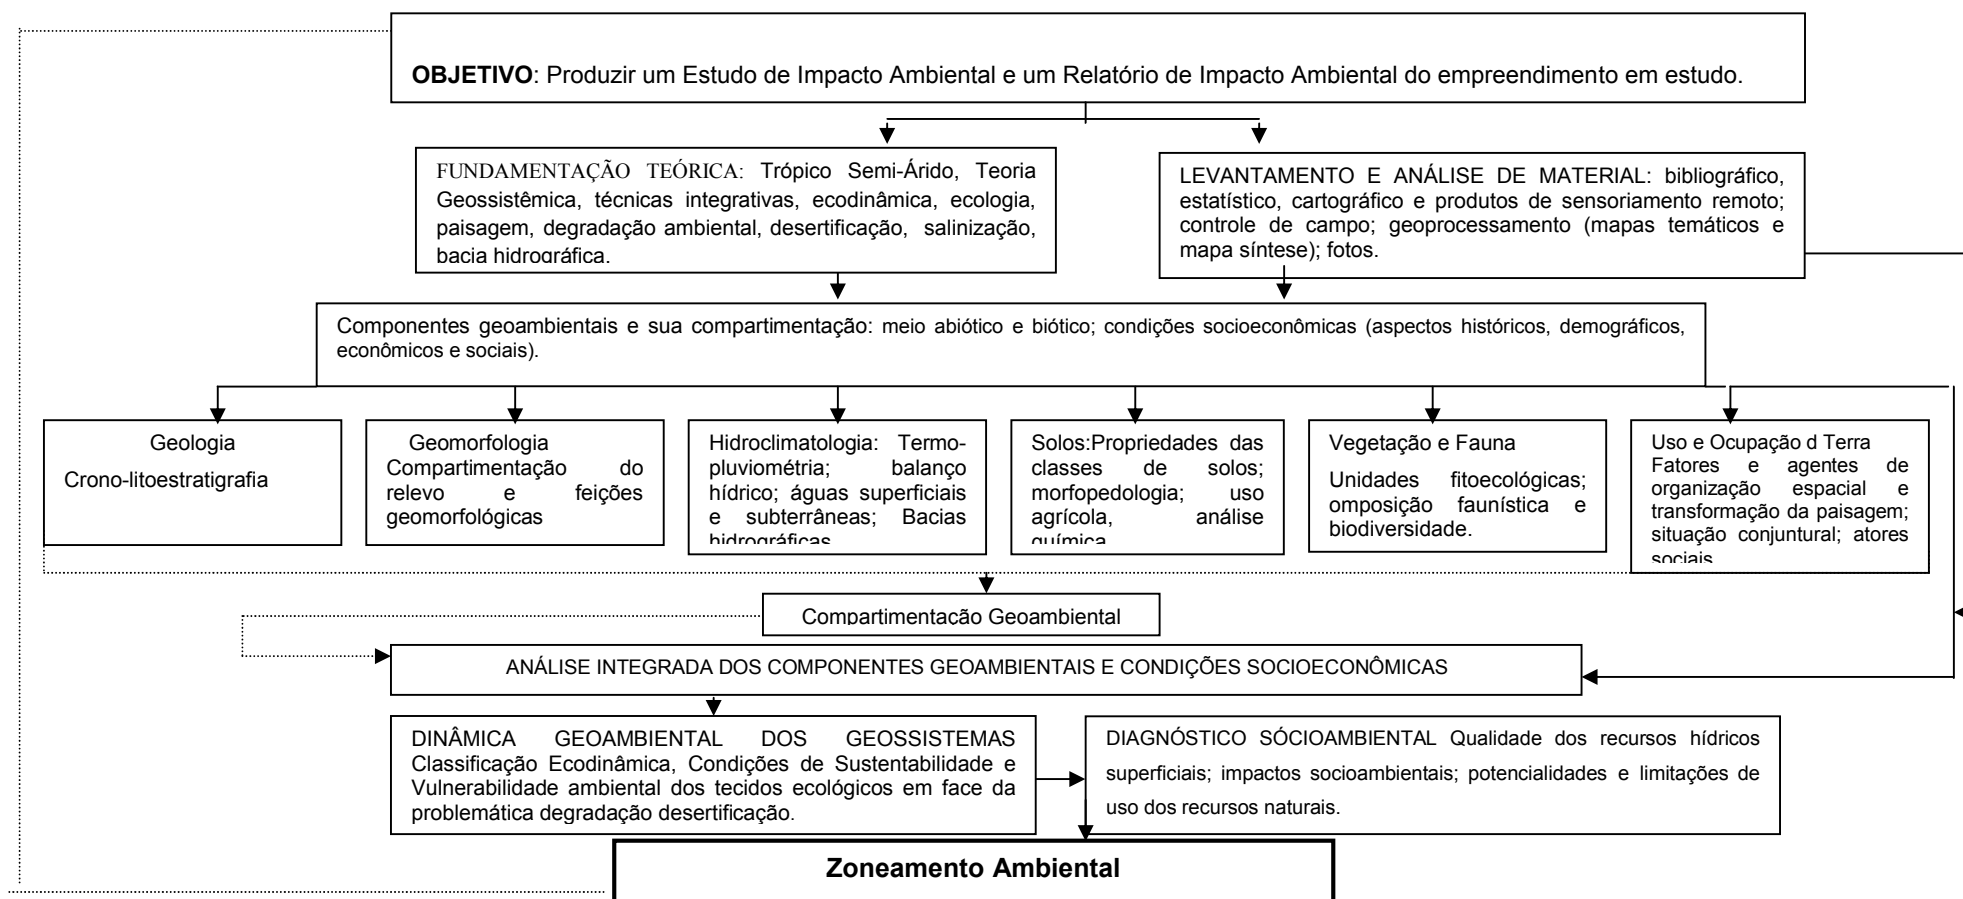 OBJETIVO: Produzir um Estudo de Impacto Ambiental e um Relatório de Impacto Ambiental do empreendimento em estudo.
FUNDAMENTAÇÃO TEÓRICA: Trópico Semi-Árido, Teoria
Geossistêmica, técnicas integrativas, ecodinâmica, ecologia,
paisagem, degradação ambiental, desertificação, salinização,
bacia hidrográfica.
LEVANTAMENTO E ANÁLISE DE MATERIAL: bibliográfico,
estatístico, cartográfico e produtos de sensoriamento remoto;
controle de campo; geoprocessamento (mapas temáticos e
mapa síntese); fotos.
Componentes geoambientais e sua compartimentação: meio abiótico e biótico; condições socioeconômicas (aspectos históricos, demográficos,
econômicos e sociais).
Geologia
Crono-litoestratigrafia
Geomorfologia
Compartimentação do
relevo e feições
geomorfológicas
Hidroclimatologia: Termo-
pluviométria; balanço
hídrico; águas superficiais
e subterrâneas; Bacias
hidrográficas
Solos:Propriedades das
classes de solos;
morfopedologia; uso
agrícola, análise
química
Vegetação e Fauna
Unidades fitoecológicas;
omposição faunística e
biodiversidade.
Uso e Ocupação d Terra
Fatores e agentes de
organização espacial e
transformação da paisagem;
situação conjuntural; atores
sociais
Compartimentação Geoambiental
ANÁLISE INTEGRADA DOS COMPONENTES GEOAMBIENTAIS E CONDIÇÕES SOCIOECONÔMICAS
DINÂMICA GEOAMBIENTAL DOS GEOSSISTEMAS
Classificação Ecodinâmica, Condições de Sustentabilidade e
Vulnerabilidade ambiental dos tecidos ecológicos em face da
problemática degradação desertificação.
DIAGNÓSTICO SÓCIOAMBIENTAL Qualidade dos recursos hídricos
superficiais; impactos socioambientais; potencialidades e limitações de
uso dos recursos naturais.
Zoneamento Ambiental